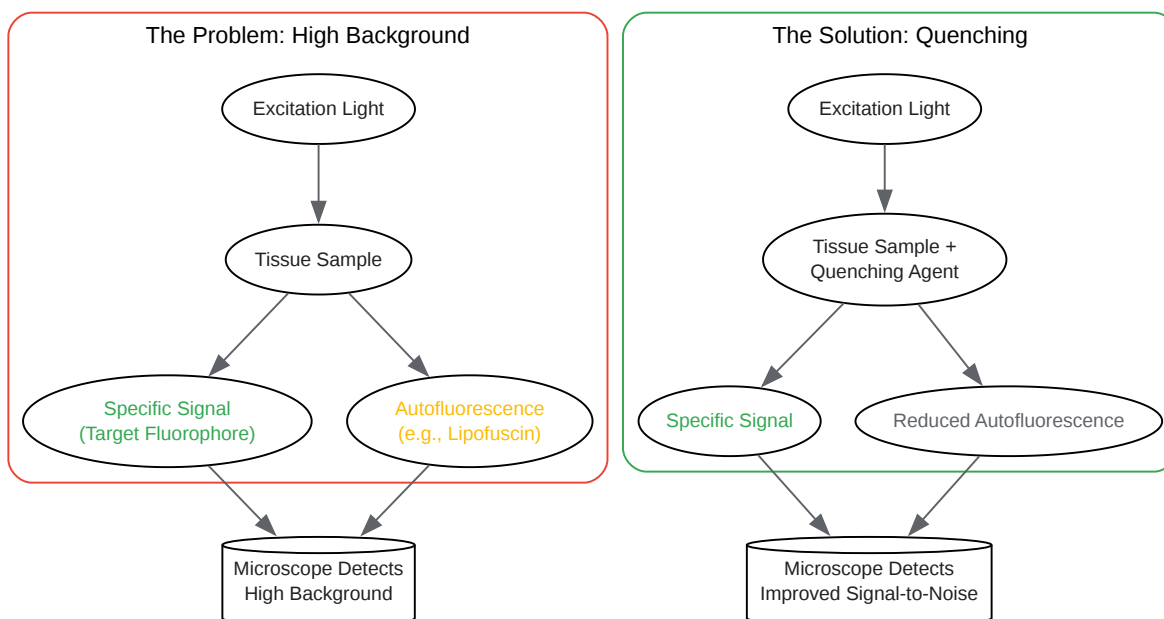 The Problem: High Background
Excitation Light
Tissue Sample
Specific Signal
(Target Fluorophore)
Autofluorescence
(e.g., Lipofuscin)
Microscope Detects
High Background
The Solution: Quenching
Excitation Light
Tissue Sample +
Quenching Agent
Specific Signal
Reduced Autofluorescence
Microscope Detects
Improved Signal-to-Noise